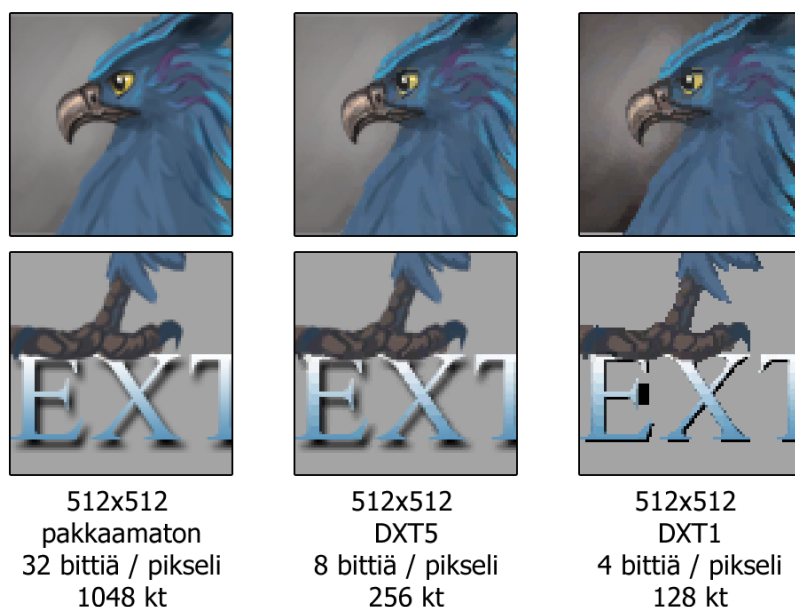 EXT
EXT
EXT
512x512
pakkaamaton
32 bittiä / pikseli
1048 kt
512x512
DXT5
8 bittiä / pikseli
256 kt
512x512
DXT1
4 bittiä / pikseli
128 kt